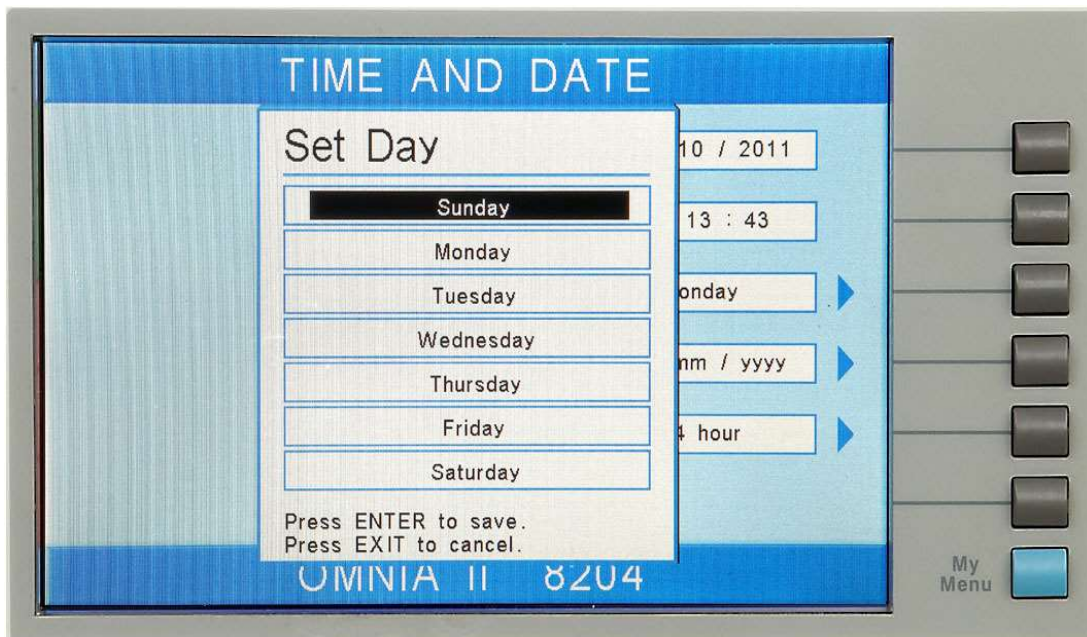 TIME AND DATE
Set Day
Sunday
Monday
Tuesday
Wednesday
Thursday
Friday
Saturday
Press ENTER to save.
Press EXIT to cancel.
10 / 2011
13 : 43
onday
mm / yyyy
4 hour
OMNIA II 8204
My
Menu